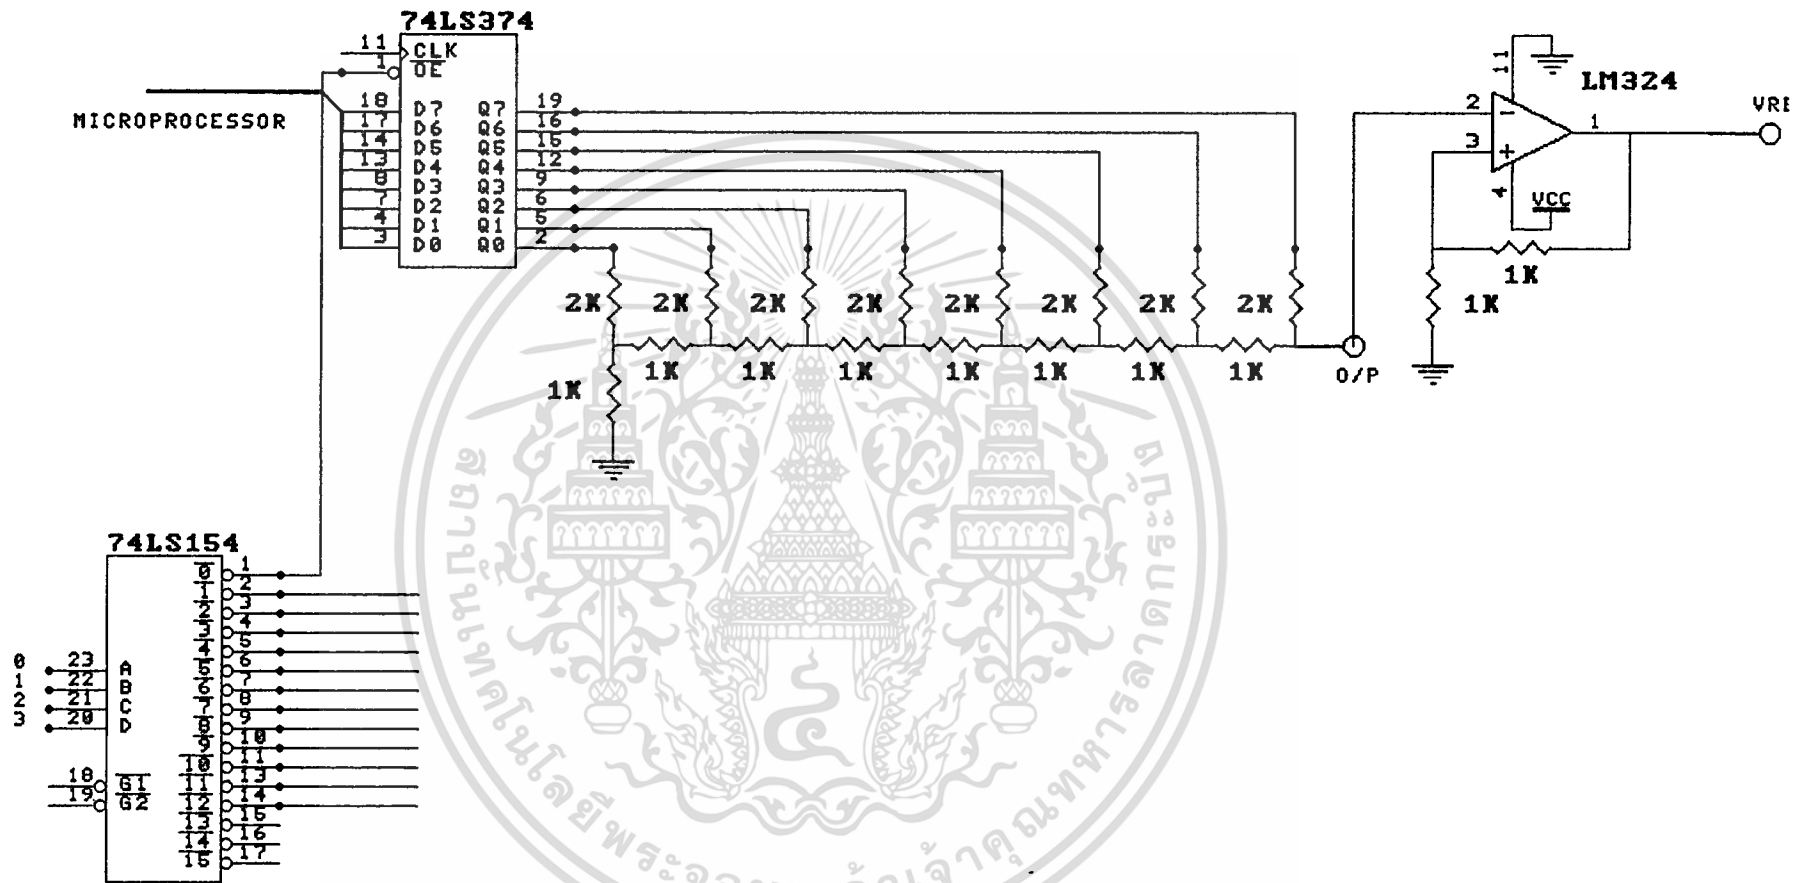 74LS374
11 CLK
1 OE
18 D7 Q7 19
17 D6 Q6 16
14 D5 Q5 15
13 D4 Q4 12
8 D3 Q3 9
7 D2 Q2 6
4 D1 Q1 5
3 D0 Q0 2
MICROPROCESSOR
LM324
11
2 -
3 +
1
4
VCC
VRE
1K
1K
2K 2K 2K 2K 2K 2K 2K 2K
1K 1K 1K 1K 1K 1K 1K
1K
O/P
74LS154
0 1
1 2
2 3
3 4
4 5
0 23 A 5 6
1 22 B 6 7
2 21 C 7 8
3 20 D 8 9
9 10
10 11
18 G1 11 13
19 G2 12 14
13 15
14 16
15 17